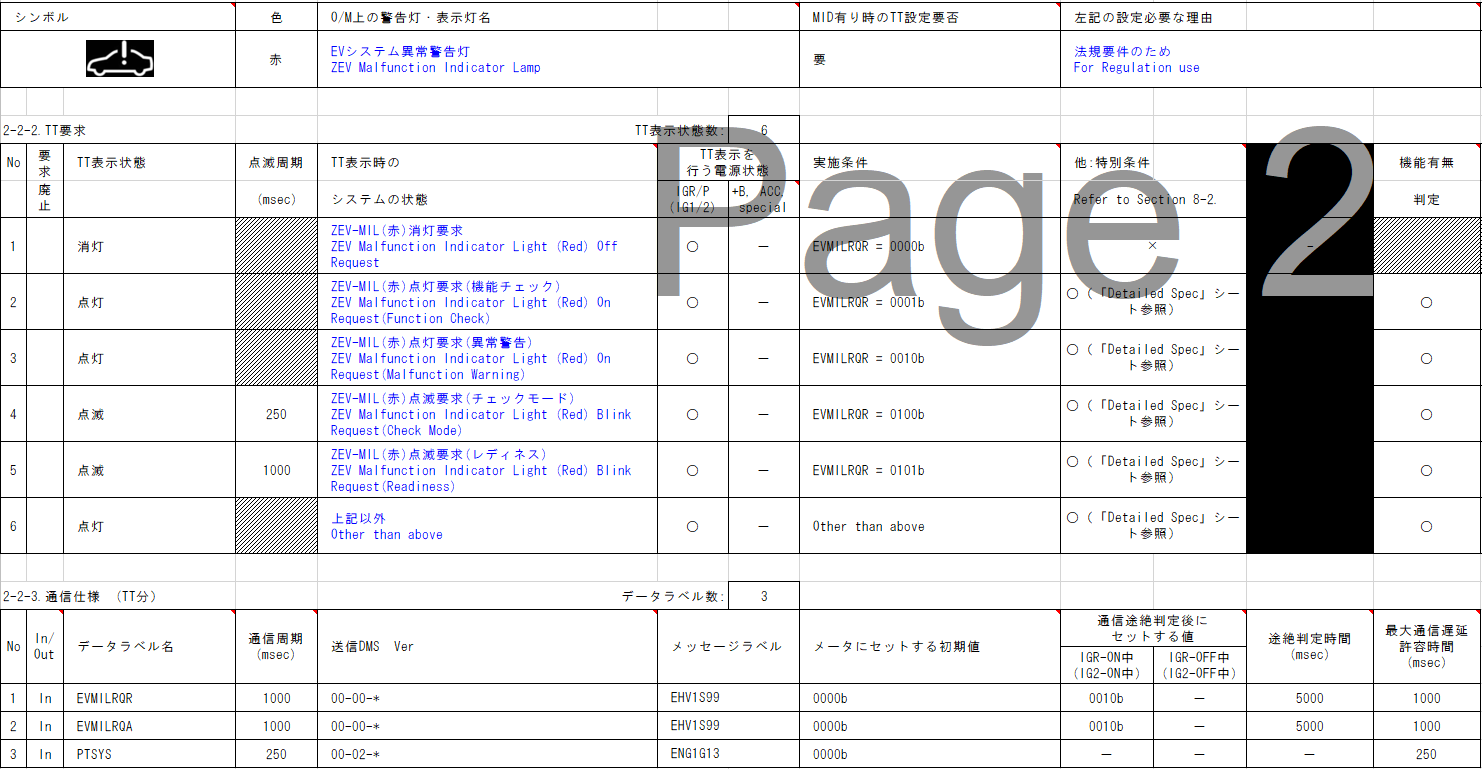 シンボル 色 O/M上の警告灯・表示灯名 MID有り時のTT設定要否 左記の設定必要な理由
赤 EVシステム異常警告灯 要 法規要件のため
ZEV Malfunction Indicator Lamp For Regulation use
2-2-2.TT要求 TT表示状態数: 6
No 要求廃止 TT表示状態 点滅周期 TT表示時の TT表示を 実施条件 他:特別条件 機能有無
行う電源状態
(msec) システムの状態 IGR/P +B, ACC, Refer to Section 8-2. 判定
(IG1/2) special
Page 2
1 消灯 ZEV-MIL(赤)消灯要求
ZEV Malfunction Indicator Light (Red) Off ○ － EVMILRQR = 0000b × -
Request
2 点灯 ZEV-MIL(赤)点灯要求(機能チェック) ○ (「Detailed Spec」シー
ZEV Malfunction Indicator Light (Red) On ○ － EVMILRQR = 0001b ト参照) ○
Request(Function Check)
3 点灯 ZEV-MIL(赤)点灯要求(異常警告) ○ (「Detailed Spec」シー
ZEV Malfunction Indicator Light (Red) On ○ － EVMILRQR = 0010b ト参照) ○
Request(Malfunction Warning)
4 点滅 250 ZEV-MIL(赤)点滅要求(チェックモード) ○ (「Detailed Spec」シー
ZEV Malfunction Indicator Light (Red) Blink ○ － EVMILRQR = 0100b ト参照) ○
Request(Check Mode)
5 点滅 1000 ZEV-MIL(赤)点滅要求(レディネス) ○ (「Detailed Spec」シー
ZEV Malfunction Indicator Light (Red) Blink ○ － EVMILRQR = 0101b ト参照) ○
Request(Readiness)
6 点灯 上記以外 ○ － Other than above ○ (「Detailed Spec」シー ○
Other than above ト参照)
2-2-3.通信仕様 (TT分) データラベル数: 3
No In/ データラベル名 通信周期 送信DMS Ver メッセージラベル メータにセットする初期値 通信途絶判定後に 途絶判定時間 最大通信遅延
Out (msec) セットする値 (msec) 許容時間
IGR-ON中 IGR-OFF中 (msec)
(IG2-ON中) (IG2-OFF中)
1 In EVMILRQR 1000 00-00-* EHV1S99 0000b 0010b － 5000 1000
2 In EVMILRQA 1000 00-00-* EHV1S99 0000b 0010b － 5000 1000
3 In PTSYS 250 00-02-* ENG1G13 0000b － － － 250